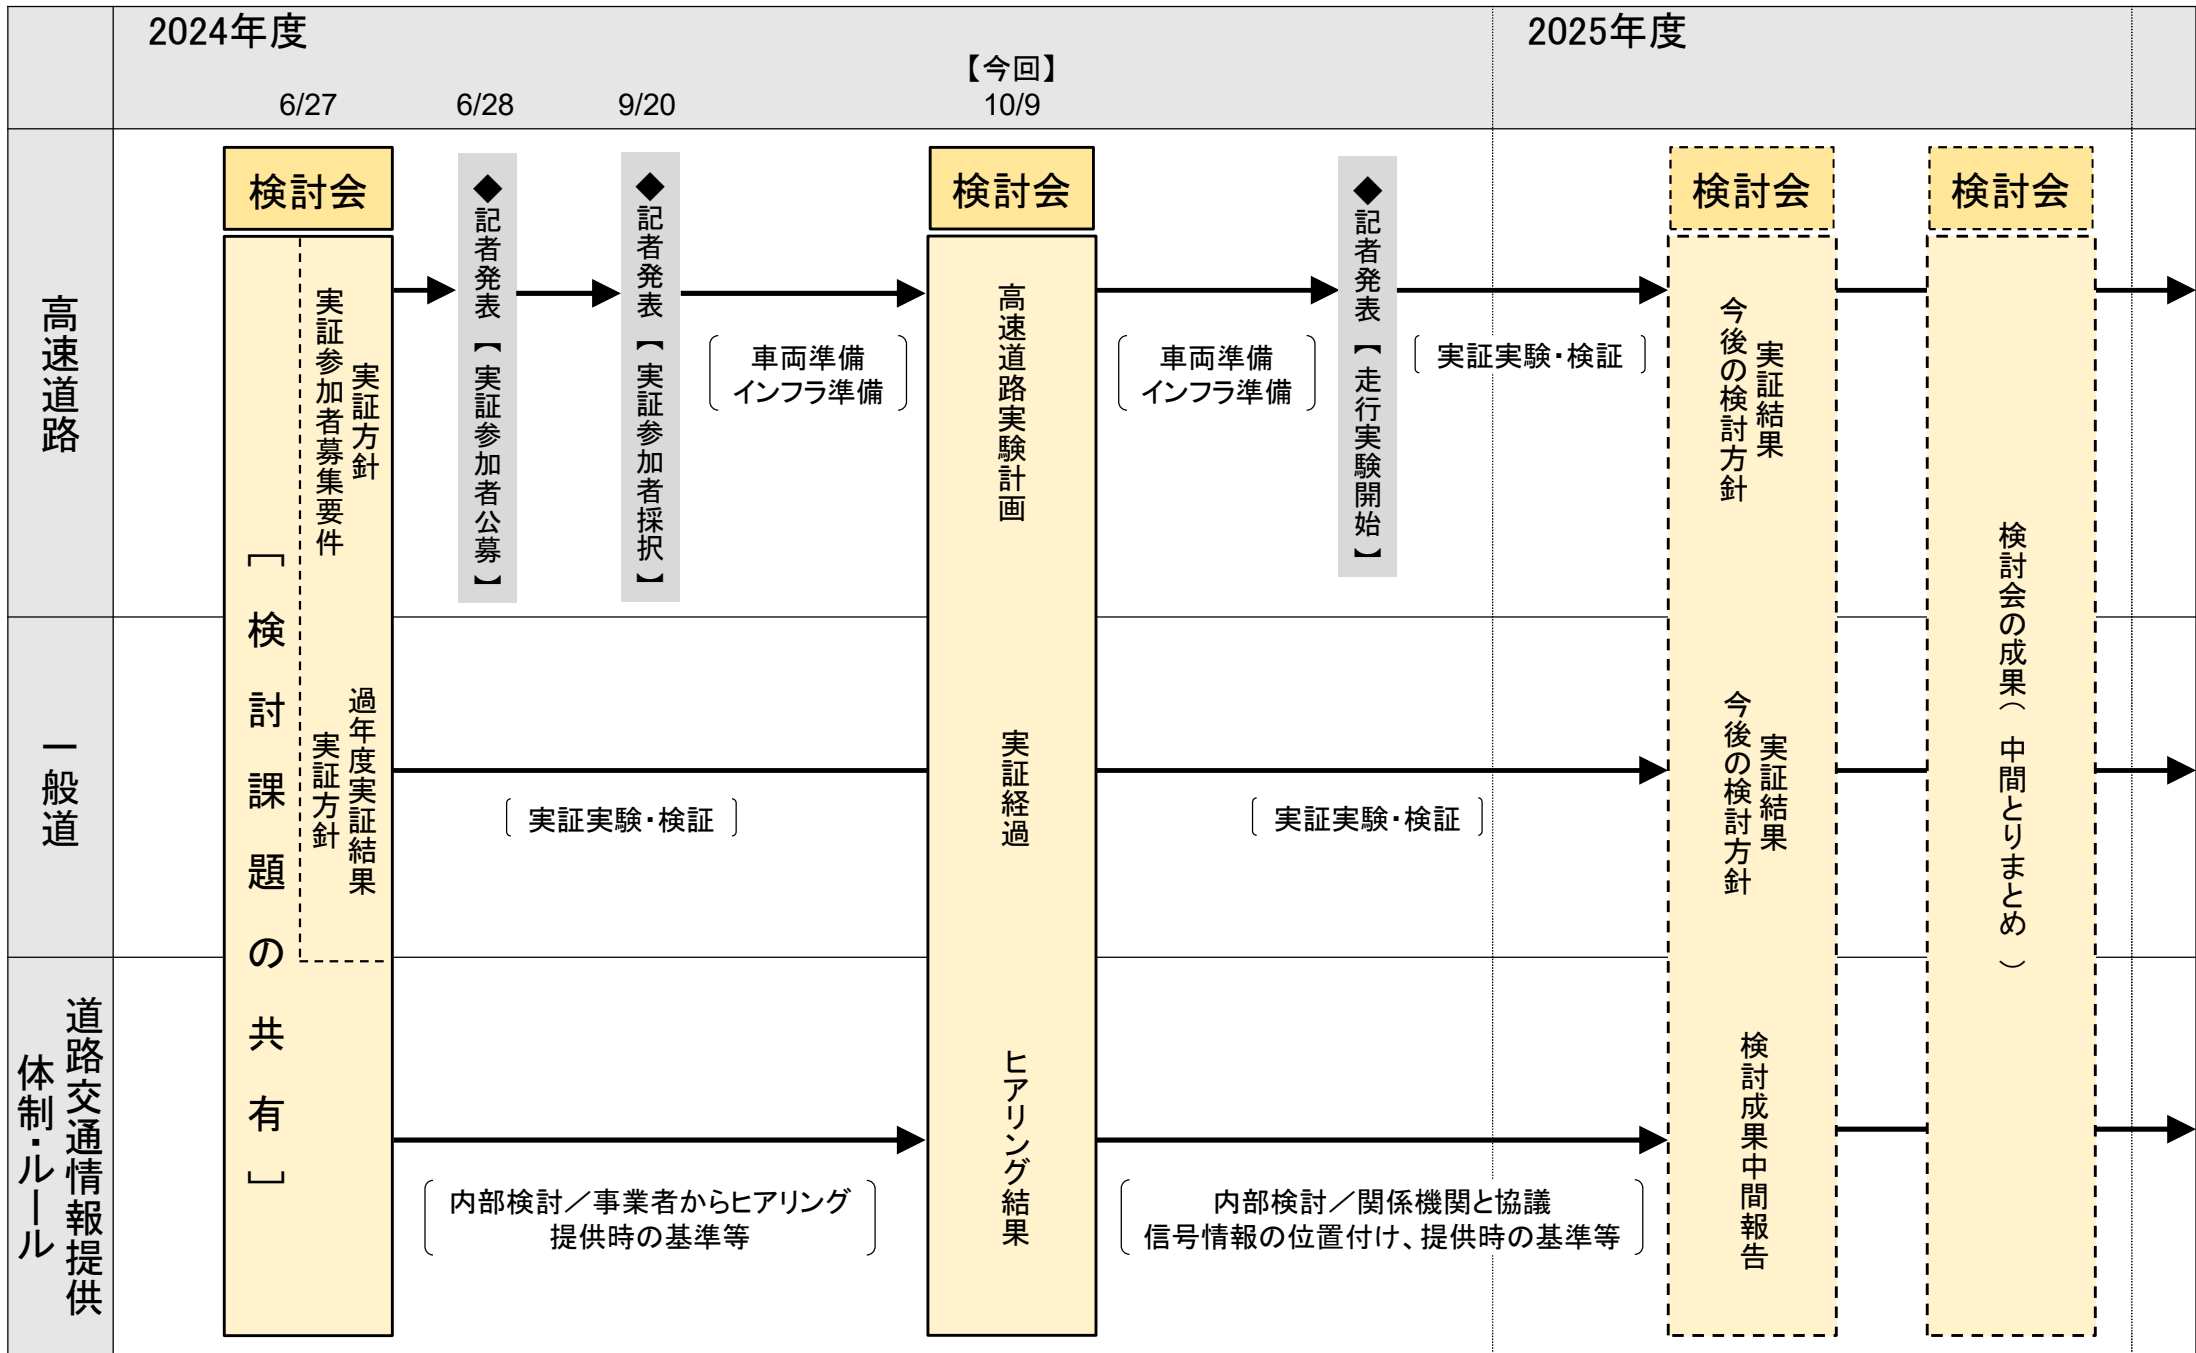 2024年度
2025年度
【今回】
6/27
6/28
9/20
10/9
高速道路
一般道
道路交通情報提供
体制・ルール
検討会
実証方針
実証参加者募集要件
過年度実証結果
実証方針
［検討課題の共有］
◆記者発表【実証参加者公募】
◆記者発表【実証参加者採択】
車両準備
インフラ準備
検討会
高速道路実験計画
実証経過
ヒアリング結果
車両準備
インフラ準備
◆記者発表【走行実験開始】
実証実験・検証
実証実験・検証
実証実験・検証
内部検討／事業者からヒアリング
提供時の基準等
内部検討／関係機関と協議
信号情報の位置付け、提供時の基準等
検討会
実証結果
今後の検討方針
実証結果
今後の検討方針
検討成果中間報告
検討会
検討会の成果（中間とりまとめ）